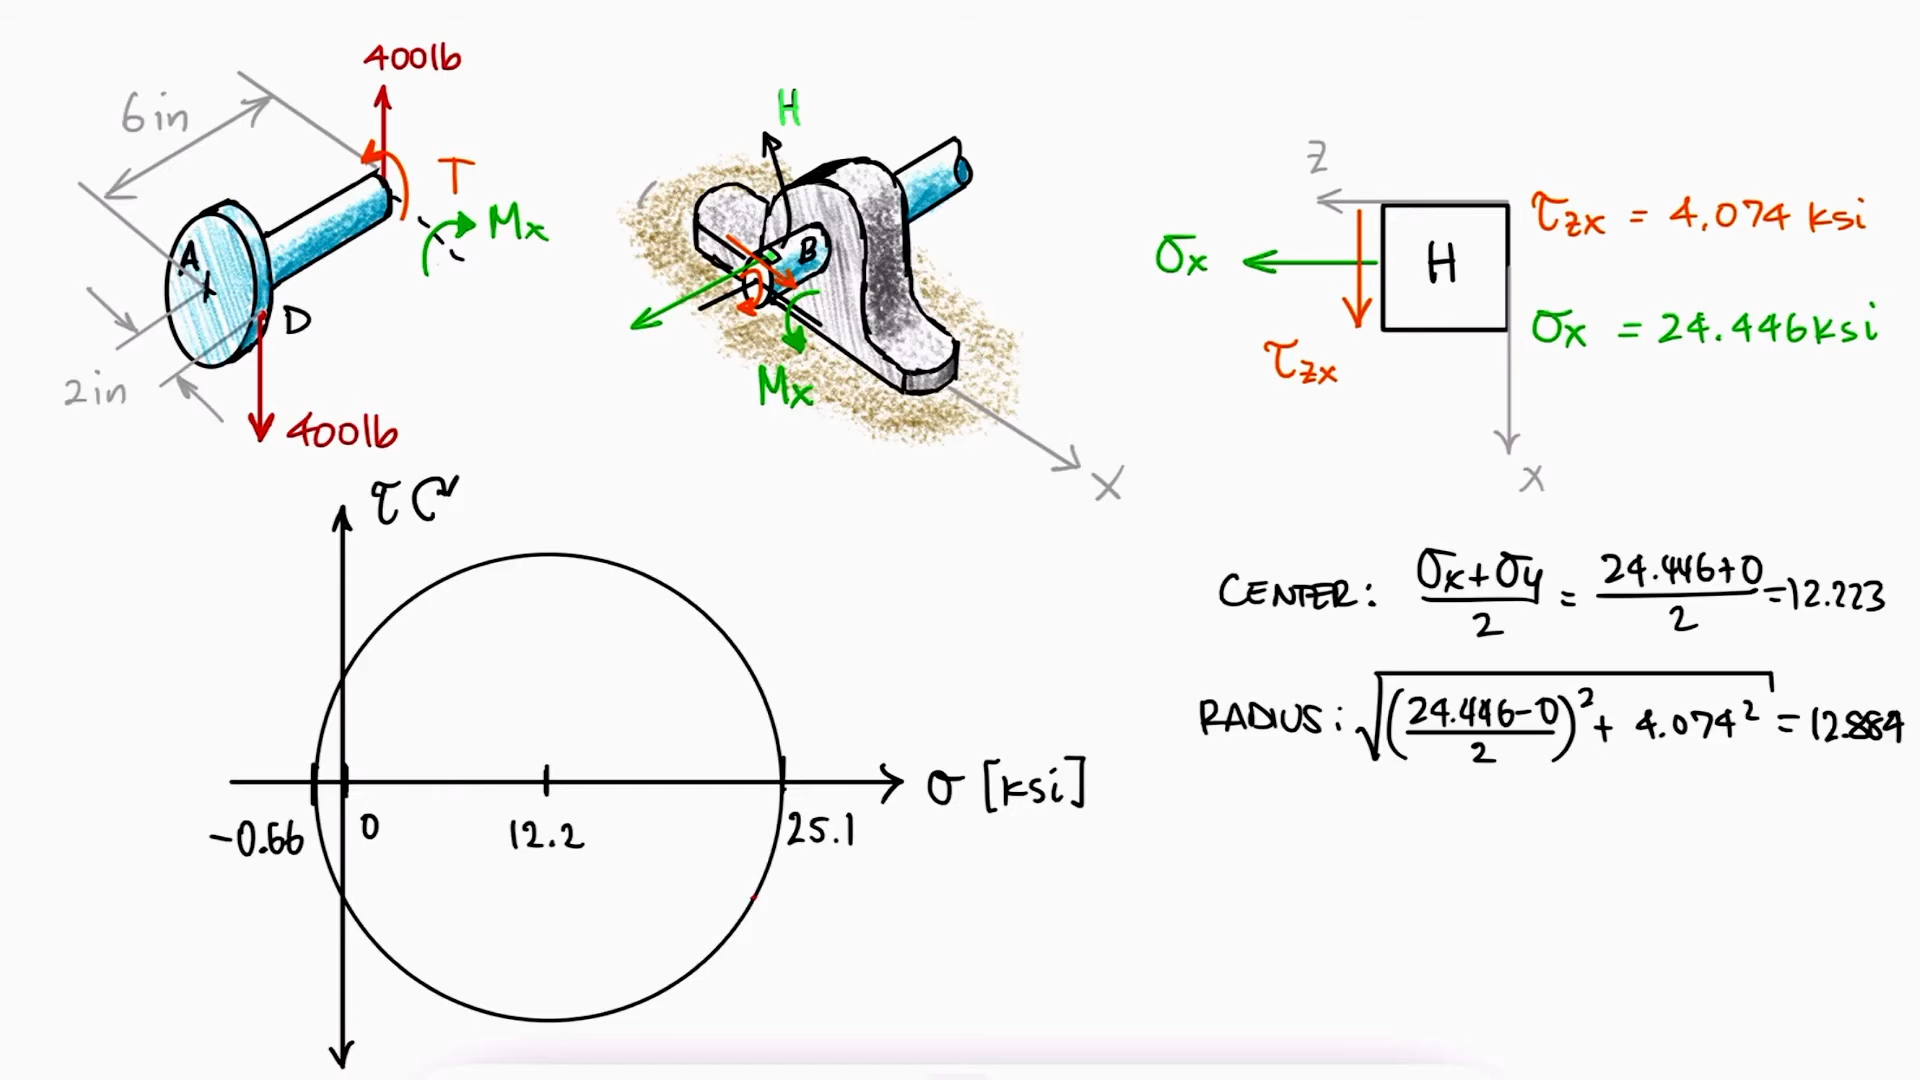 400lb
6in
T
Mx
A
D
2in
400lb
H
B
Mx
X
Z
τzx = 4.074 ksi
σx
H
σx = 24.446ksi
τzx
X
τ
σ [ksi]
-0.66
0
12.2
25.1
CENTER: σx+σy/2 = 24.446+0/2 =12.223
RADIUS: √((24.446-0)/2)² + 4.074² = 12.884